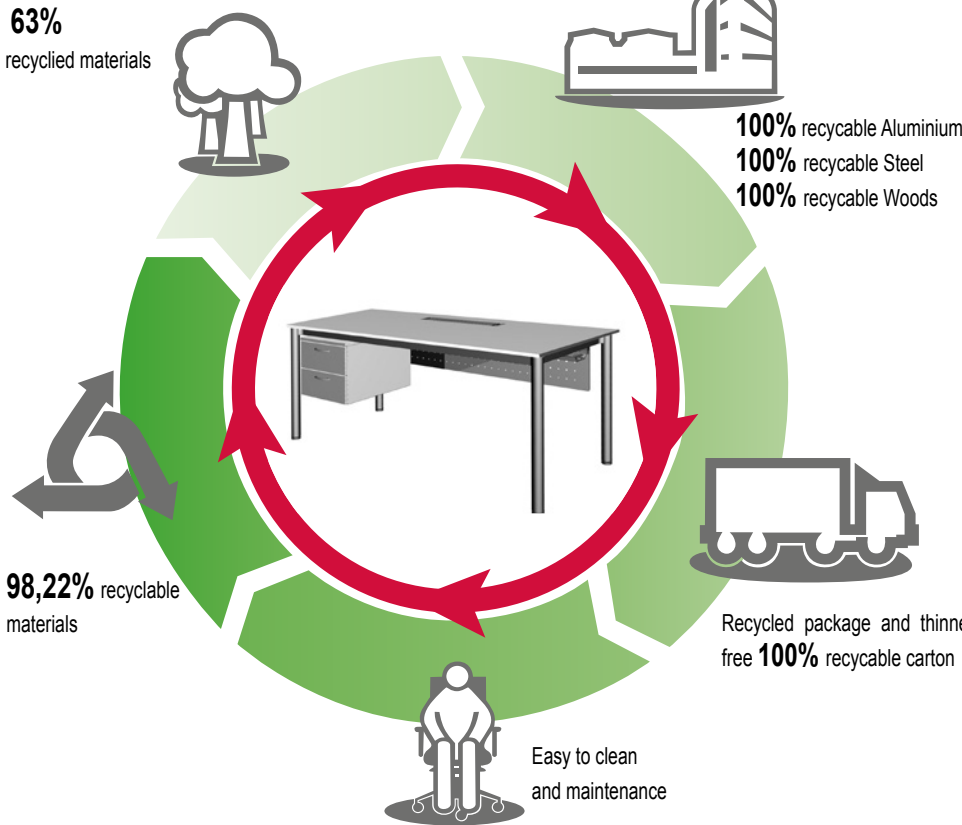 63%
recyclied materials
100% recycable Aluminium
100% recycable Steel
100% recycable Woods
Recycled package and thinne
free 100% recycable carton
Easy to clean
and maintenance
98,22% recyclable
materials